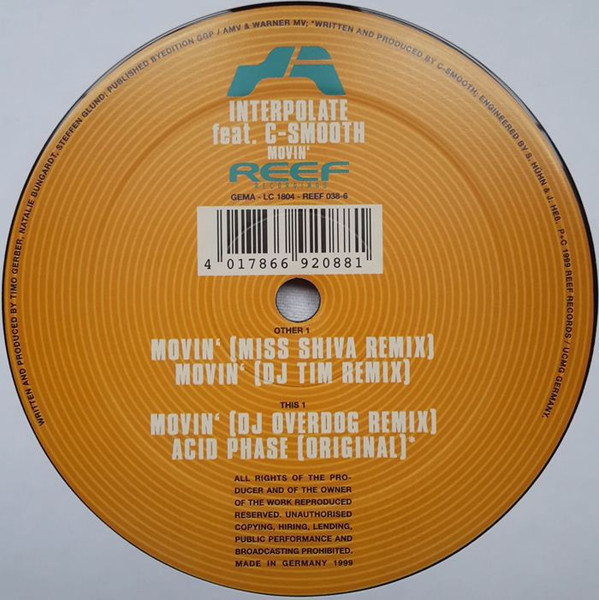 WRITTEN AND PRODUCED BY TIMO GERBER, NATALIE BUNGARDT, STEFFEN GLUND; PUBLISHED BYEDITION GGP / AMV & WARNER MV; *WRITTEN AND PRODUCED BY C-SMOOTH; ENGINEERED BY S. HÜHN & J. HEß. P+C 1999 REEF RECORDS / UCMG GERMANY.
INTERPOLATE
feat. C-SMOOTH
MOVIN'
REEF
RECORDINGS
GEMA - LC 1804 - REEF 038-6
4 017866 920881
OTHER 1
MOVIN‘ (MISS SHIVA REMIX)
MOVIN‘ (DJ TIM REMIX)
THIS 1
MOVIN‘ (DJ OVERDOG REMIX)
ACID PHASE (ORIGINAL)*
ALL RIGHTS OF THE PRO-
DUCER AND OF THE OWNER
OF THE WORK REPRODUCED
RESERVED. UNAUTHORISED
COPYING, HIRING, LENDING,
PUBLIC PERFORMANCE AND
BROADCASTING PROHIBITED.
MADE IN GERMANY 1999